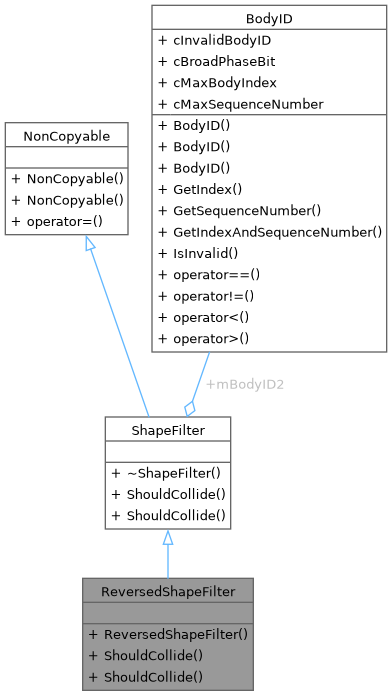 BodyID
+ cInvalidBodyID
+ cBroadPhaseBit
+ cMaxBodyIndex
+ cMaxSequenceNumber
+ BodyID()
+ BodyID()
+ BodyID()
+ GetIndex()
+ GetSequenceNumber()
+ GetIndexAndSequenceNumber()
+ IsInvalid()
+ operator==()
+ operator!=()
+ operator<()
+ operator>()
NonCopyable
+ NonCopyable()
+ NonCopyable()
+ operator=()
+mBodyID2
ShapeFilter
+ ~ShapeFilter()
+ ShouldCollide()
+ ShouldCollide()
ReversedShapeFilter
+ ReversedShapeFilter()
+ ShouldCollide()
+ ShouldCollide()